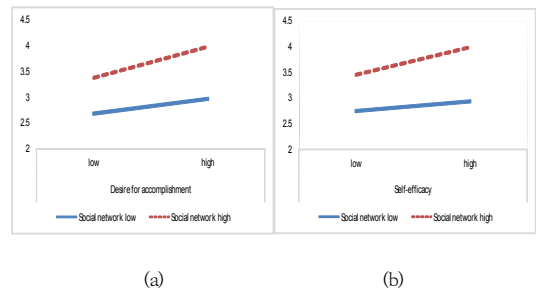 4.5
4
3.5
3
2.5
2
low high
Desire for accomplishment
Social network low Social network high
(a)
4.5
4
3.5
3
2.5
2
low high
Self-efficacy
Social network low Social network high
(b)